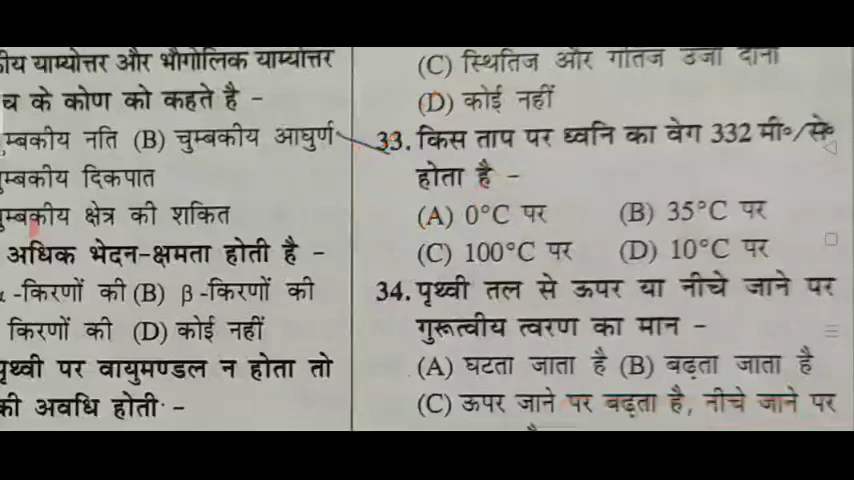 याम्योत्तर और भौगोलिक याम्योत्तर
च के कोण को कहते है -
म्बकीय नति (B) चुम्बकीय आघुर्ण
म्बकीय दिकपात
म्बकीय क्षेत्र की शकित
अधिक भेदन-क्षमता होती है -
-किरणों की (B) β -किरणों की
किरणों की (D) कोई नहीं
पृथ्वी पर वायुमण्डल न होता तो
की अवधि होती -
(C) स्थितिज और गतिज उर्जा दोनों
(D) कोई नहीं
33. किस ताप पर ध्वनि का वेग 332 मी०/से०
होता है -
(A) 0°C पर (B) 35°C पर
(C) 100°C पर (D) 10°C पर
34. पृथ्वी तल से ऊपर या नीचे जाने पर
गुरूत्वीय त्वरण का मान -
(A) घटता जाता है (B) बढ़ता जाता है
(C) ऊपर जाने पर बढ़ता है, नीचे जाने पर